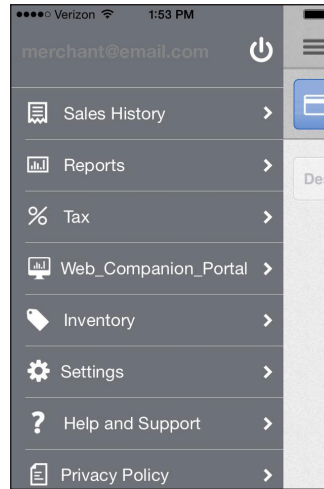 Verizon 1:53 PM
merchant@email.com
Sales History
Reports
% Tax
Web_Companion_Portal
Inventory
Settings
? Help and Support
Privacy Policy
De